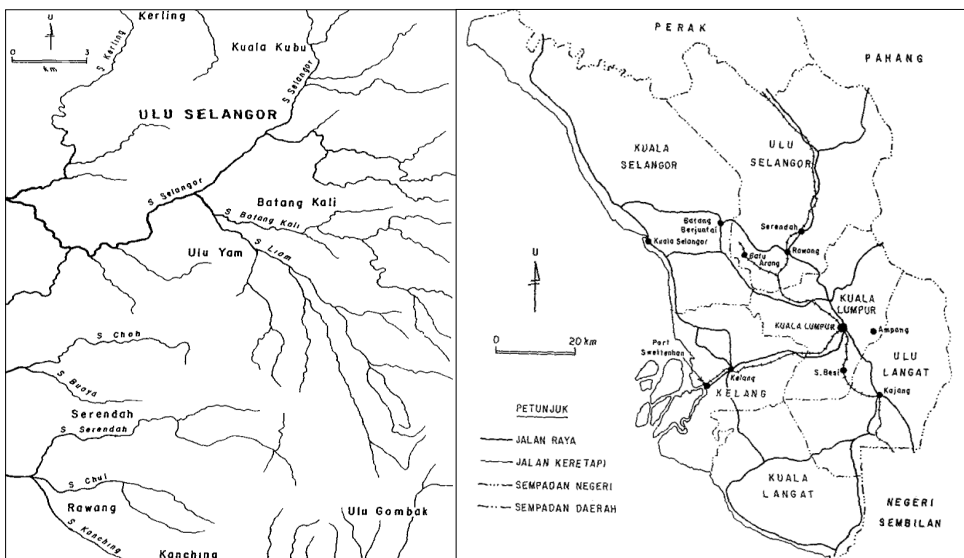 Kerling
U
0 3
km
S Kerling
Kuala Kubu
S Selangor
ULU SELANGOR
S Selangor
Batang Kali
S Batang Kali
S Liam
Ulu Yam
S Choh
S Buaya
Serendah
S Serendah
S Chul
Rawang
S Kanching
Kanching
Ulu Gombak
PERAK
PAHANG
KUALA
SELANGOR
ULU
SELANGOR
Batang
Berjuntai
Serendah
Kuala Selangor
Rawang
Batu
Arang
U
KUALA
LUMPUR
KUALA LUMPUR
Ampang
0 20 km
Port
Swettenham
ULU
LANGAT
Kelang
S. Besi
KELANG
Kajang
PETUNJUK
JALAN RAYA
JALAN KERETAPI
SEMPADAN NEGERI
SEMPADAN DAERAH
KUALA
LANGAT
NEGERI
SEMBILAN